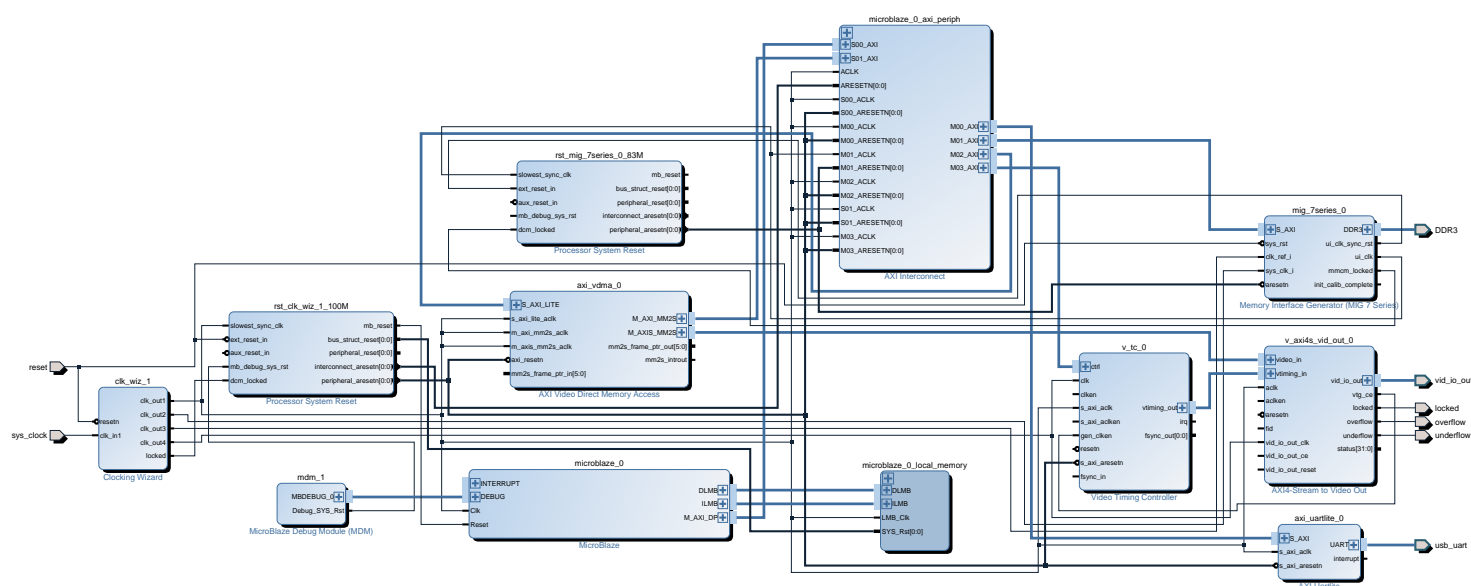 microblaze_0_axi_periph
S00_AXI
S01_AXI
ACLK
ARESETN[0:0]
S00_ACLK
S00_ARESETN[0:0]
M00_ACLK
M00_ARESETN[0:0]
M01_ACLK
M01_ARESETN[0:0]
M02_ACLK
M02_ARESETN[0:0]
S01_ACLK
S01_ARESETN[0:0]
M03_ACLK
M03_ARESETN[0:0]
M00_AXI
M01_AXI
M02_AXI
M03_AXI
AXI Interconnect
rst_mig_7series_0_83M
slowest_sync_clk
ext_reset_in
aux_reset_in
mb_debug_sys_rst
dcm_locked
mb_reset
bus_struct_reset[0:0]
peripheral_reset[0:0]
interconnect_aresetn[0:0]
peripheral_aresetn[0:0]
Processor System Reset
mig_7series_0
S_AXI
sys_rst
clk_ref_i
sys_clk_i
aresetn
DDR3
ui_clk_sync_rst
ui_clk
mmcm_locked
init_calib_complete
Memory Interface Generator (MIG 7 Series)
DDR3
axi_vdma_0
S_AXI_LITE
s_axi_lite_aclk
m_axi_mm2s_aclk
m_axis_mm2s_aclk
axi_resetn
mm2s_frame_ptr_in[5:0]
M_AXI_MM2S
M_AXIS_MM2S
mm2s_frame_ptr_out[5:0]
mm2s_introut
AXI Video Direct Memory Access
rst_clk_wiz_1_100M
slowest_sync_clk
ext_reset_in
aux_reset_in
mb_debug_sys_rst
dcm_locked
mb_reset
bus_struct_reset[0:0]
peripheral_reset[0:0]
interconnect_aresetn[0:0]
peripheral_aresetn[0:0]
Processor System Reset
reset
sys_clock
clk_wiz_1
resetn
clk_in1
clk_out1
clk_out2
clk_out3
clk_out4
locked
Clocking Wizard
v_tc_0
ctrl
clk
clken
s_axi_aclk
s_axi_aclken
gen_clken
resetn
s_axi_aresetn
fsync_in
vtiming_out
irq
fsync_out[0:0]
Video Timing Controller
v_axi4s_vid_out_0
video_in
vtiming_in
aclk
aclken
aresetn
fid
vid_io_out_clk
vid_io_out_ce
vid_io_out_reset
vid_io_out
vtg_ce
locked
overflow
underflow
status[31:0]
AXI4-Stream to Video Out
vid_io_out
locked
overflow
underflow
mdm_1
MBDEBUG_0
Debug_SYS_Rst
MicroBlaze Debug Module (MDM)
microblaze_0
INTERRUPT
DEBUG
Clk
Reset
DLMB
ILMB
M_AXI_DP
MicroBlaze
microblaze_0_local_memory
DLMB
ILMB
LMB_Clk
SYS_Rst[0:0]
axi_uartlite_0
S_AXI
s_axi_aclk
s_axi_aresetn
UART
interrupt
AXI Uartlite
usb_uart